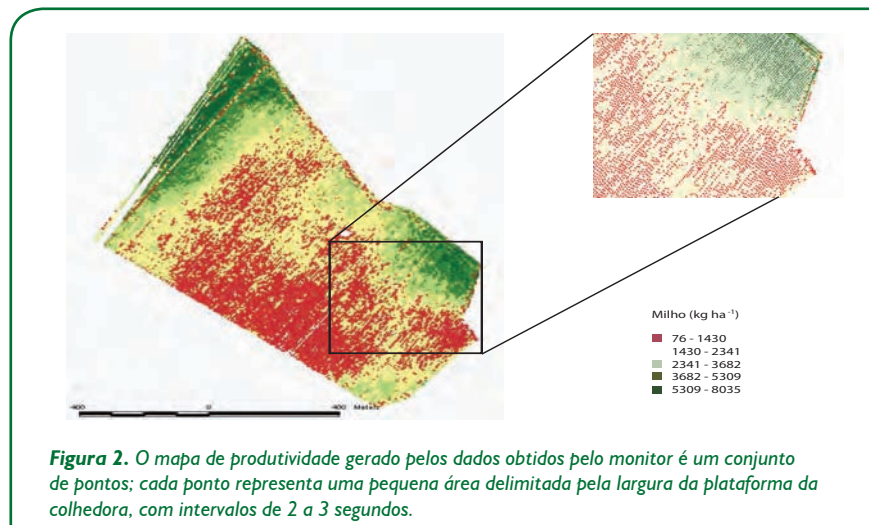 Milho (kg ha -1)
76 - 1430
1430 - 2341
2341 - 3682
3682 - 5309
5309 - 8035
-400 0 -400 Metals
Figura 2. O mapa de produtividade gerado pelos dados obtidos pelo monitor é um conjunto
de pontos; cada ponto representa uma pequena área delimitada pela largura da plataforma da
colhedora, com intervalos de 2 a 3 segundos.